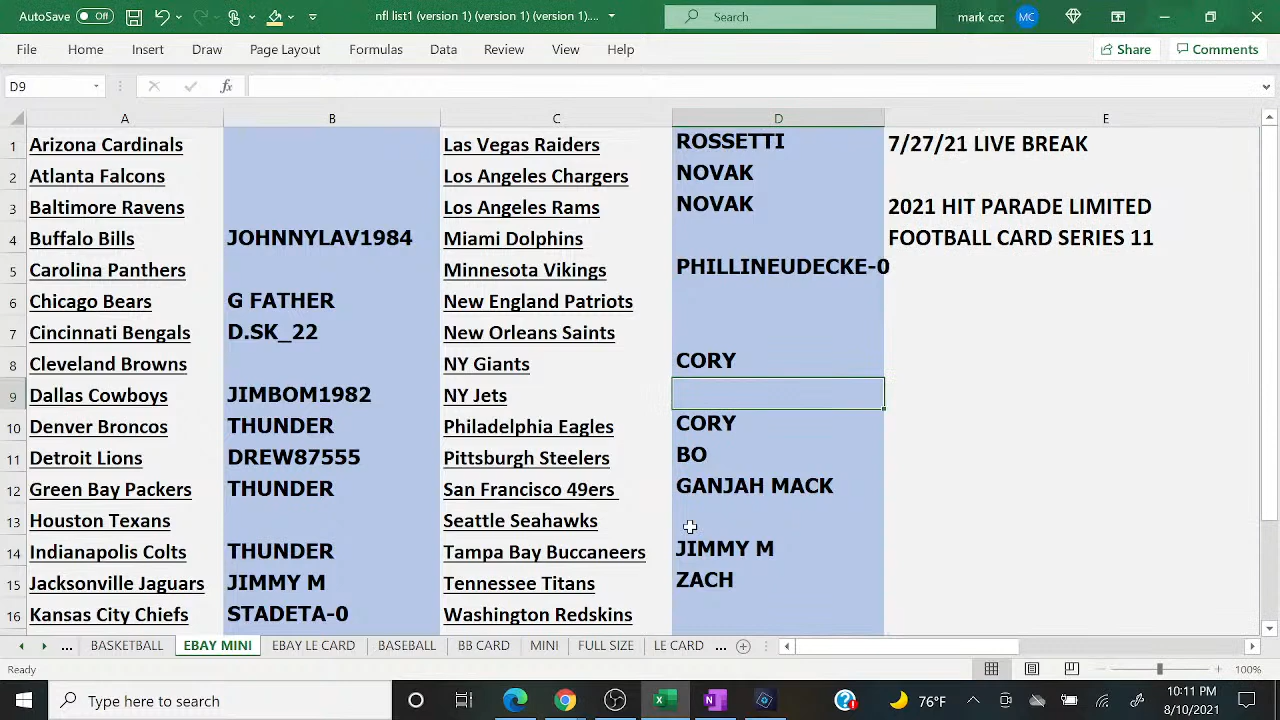 AutoSave Off nfl list1 (version 1) (version 1) (version 1).... Search mark ccc MC
File Home Insert Draw Page Layout Formulas Data Review View Help Share Comments
D9 fx
A B C D E
1 Arizona Cardinals Las Vegas Raiders ROSSETTI 7/27/21 LIVE BREAK
2 Atlanta Falcons Los Angeles Chargers NOVAK
3 Baltimore Ravens Los Angeles Rams NOVAK 2021 HIT PARADE LIMITED
4 Buffalo Bills JOHNNYLAV1984 Miami Dolphins FOOTBALL CARD SERIES 11
5 Carolina Panthers Minnesota Vikings PHILLINEUDECKE-0
6 Chicago Bears G FATHER New England Patriots
7 Cincinnati Bengals D.SK_22 New Orleans Saints
8 Cleveland Browns NY Giants CORY
9 Dallas Cowboys JIMBOM1982 NY Jets
10 Denver Broncos THUNDER Philadelphia Eagles CORY
11 Detroit Lions DREW87555 Pittsburgh Steelers BO
12 Green Bay Packers THUNDER San Francisco 49ers GANJAH MACK
13 Houston Texans Seattle Seahawks
14 Indianapolis Colts THUNDER Tampa Bay Buccaneers JIMMY M
15 Jacksonville Jaguars JIMMY M Tennessee Titans ZACH
16 Kansas City Chiefs STADETA-0 Washington Redskins
... BASKETBALL EBAY MINI EBAY LE CARD BASEBALL BB CARD MINI FULL SIZE LE CARD ...
Ready 100%
Type here to search 76°F 10:11 PM
8/10/2021